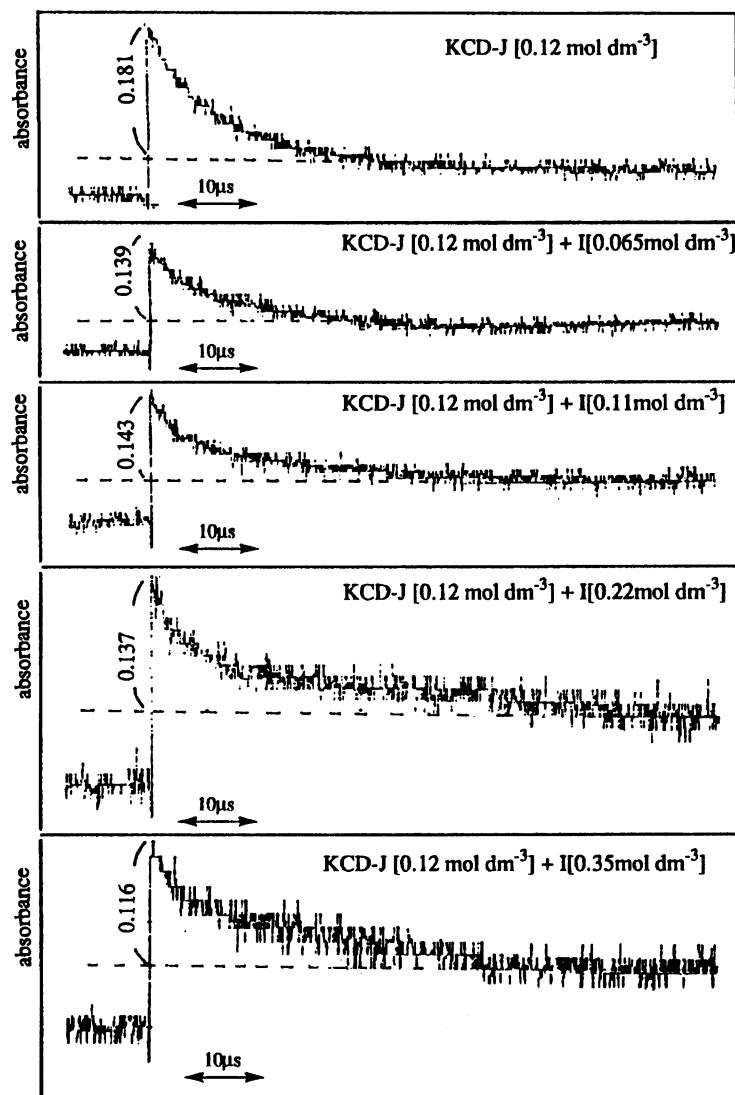 absorbance
0.181
KCD-J [0.12 mol dm⁻³]
10μs
absorbance
0.139
KCD-J [0.12 mol dm⁻³] + I[0.065mol dm⁻³]
10μs
absorbance
0.143
KCD-J [0.12 mol dm⁻³] + I[0.11mol dm⁻³]
10μs
absorbance
0.137
KCD-J [0.12 mol dm⁻³] + I[0.22mol dm⁻³]
10μs
absorbance
0.116
KCD-J [0.12 mol dm⁻³] + I[0.35mol dm⁻³]
10μs